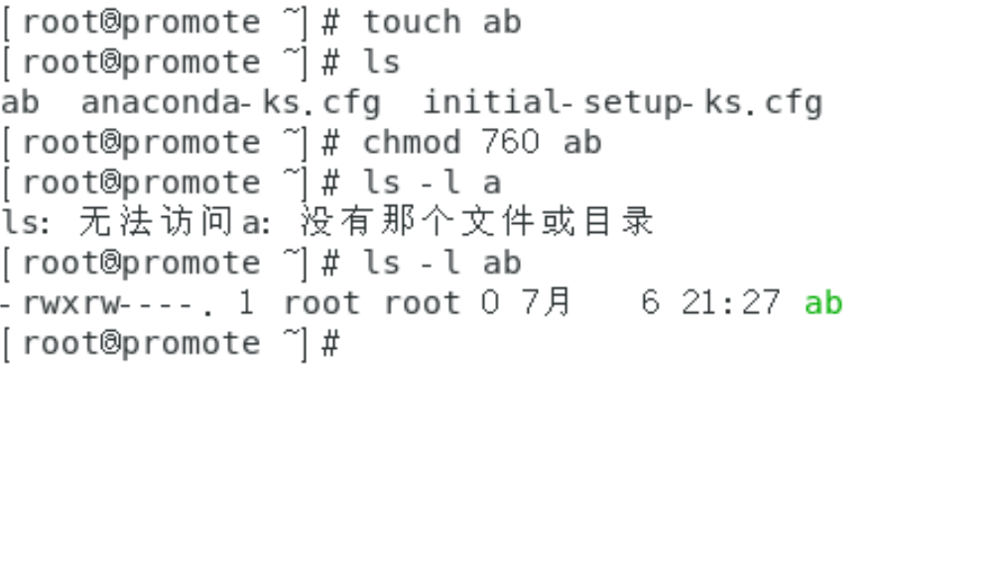 [root@promote ~]# touch ab
[root@promote ~]# ls
ab  anaconda-ks.cfg  initial-setup-ks.cfg
[root@promote ~]# chmod 760 ab
[root@promote ~]# ls -l a
ls: 无法访问a: 没有那个文件或目录
[root@promote ~]# ls -l ab
-rwxrw----. 1 root root 0 7月   6 21:27 ab
[root@promote ~]#